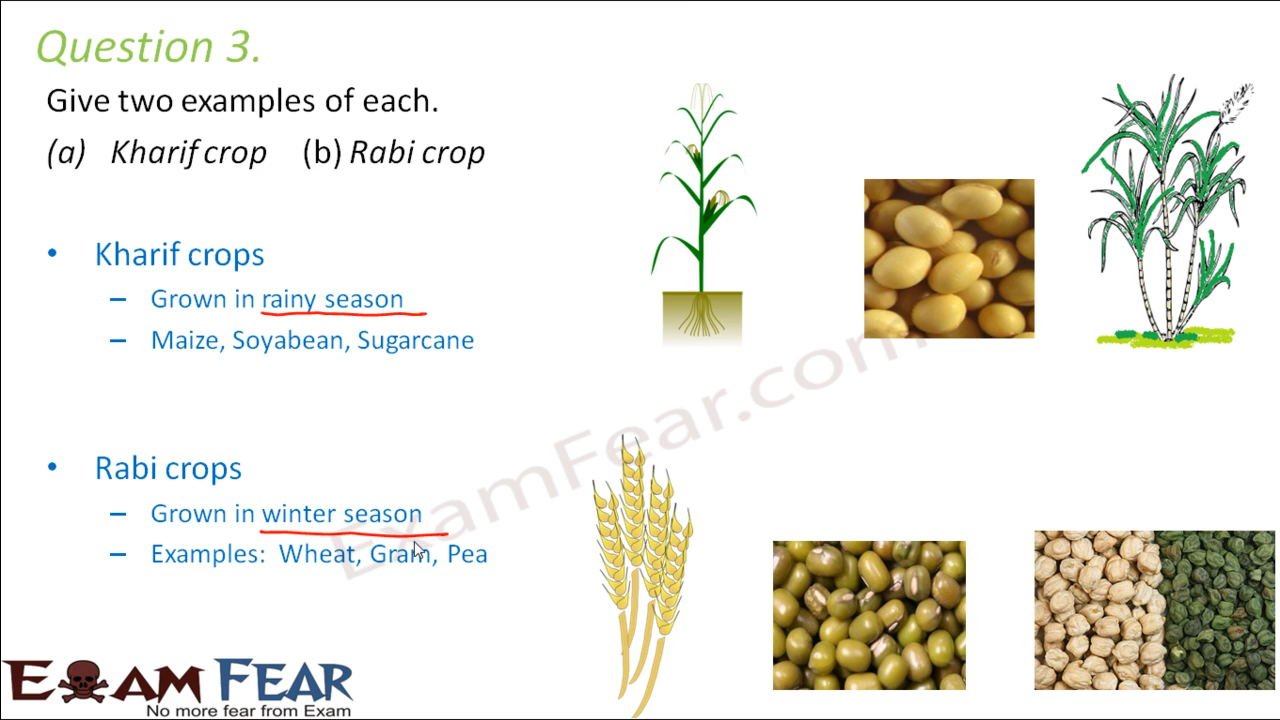 Question 3.
Give two examples of each.
(a) Kharif crop (b) Rabi crop
• Kharif crops
– Grown in rainy season
– Maize, Soyabean, Sugarcane
• Rabi crops
– Grown in winter season
– Examples: Wheat, Gram, Pea
ExamFear.com
EXAM FEAR
No more fear from Exam